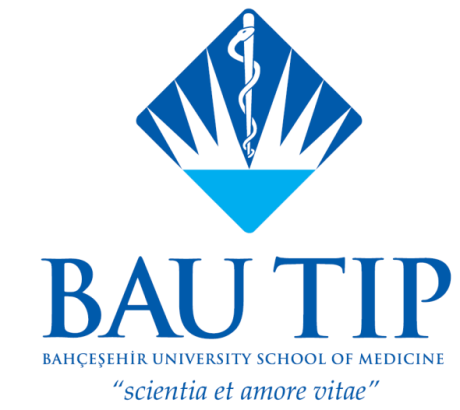 BAU TIP
BAHÇEŞEHİR UNIVERSITY SCHOOL OF MEDICINE
“scientia et amore vitae”